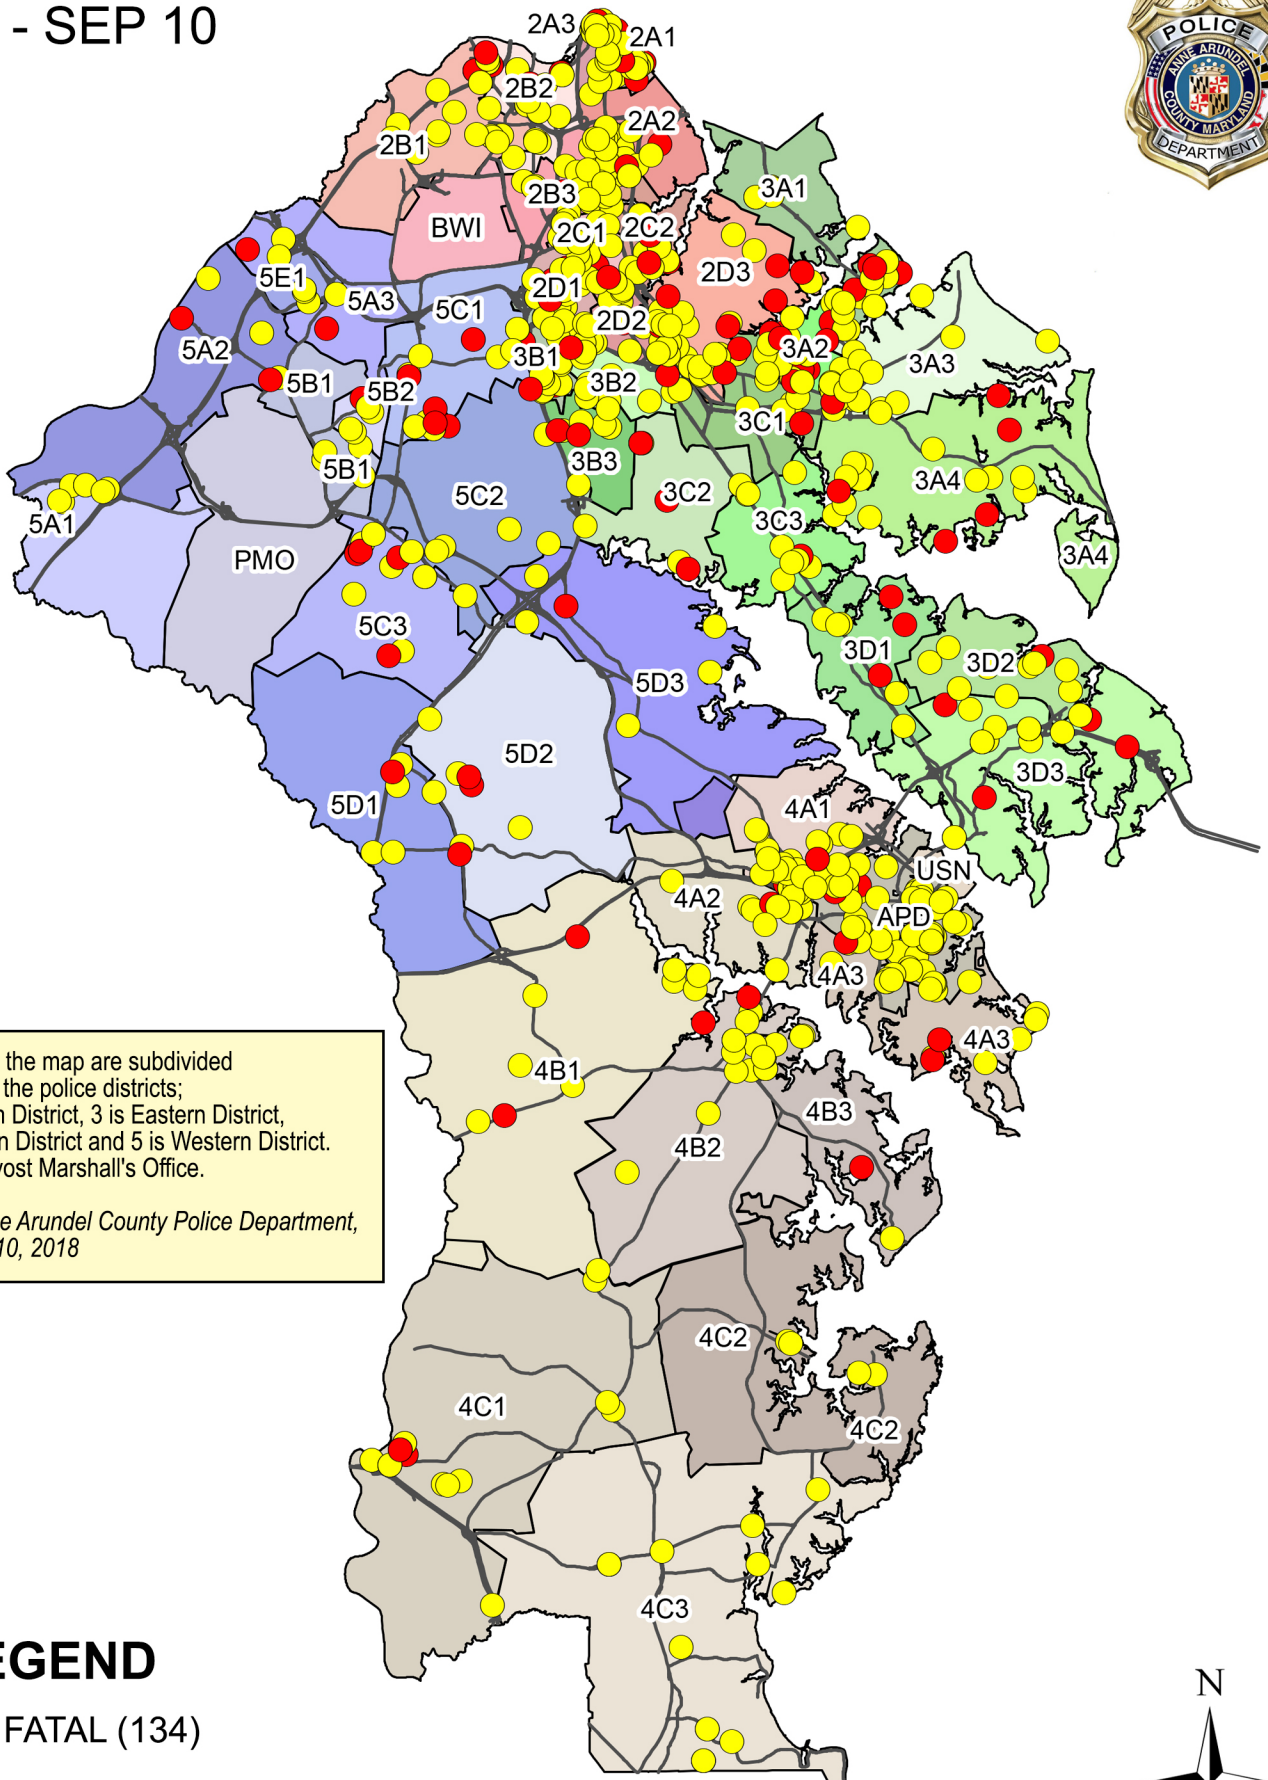 - SEP 10
POLICE
ANNE ARUNDEL
COUNTY MARYLAND
DEPARTMENT
2A3
2A1
2B2
2A2
2B1
3A1
2B3
BWI
2C1
2C2
2D3
5E1
2D1
5A3
5C1
2D2
5A2
3B1
3A2
3A3
5B1
5B2
3B2
3C1
3B3
5B1
5C2
3C2
3A4
5A1
3C3
PMO
3A4
5C3
3D1
3D2
5D3
5D2
3D3
5D1
4A1
USN
4A2
APD
4A3
4A3
4B1
4B3
4B2
the map are subdivided
the police districts;
n District, 3 is Eastern District,
n District and 5 is Western District.
vost Marshall's Office.
e Arundel County Police Department,
10, 2018
4C2
4C1
4C2
4C3
EGEND
FATAL (134)
N